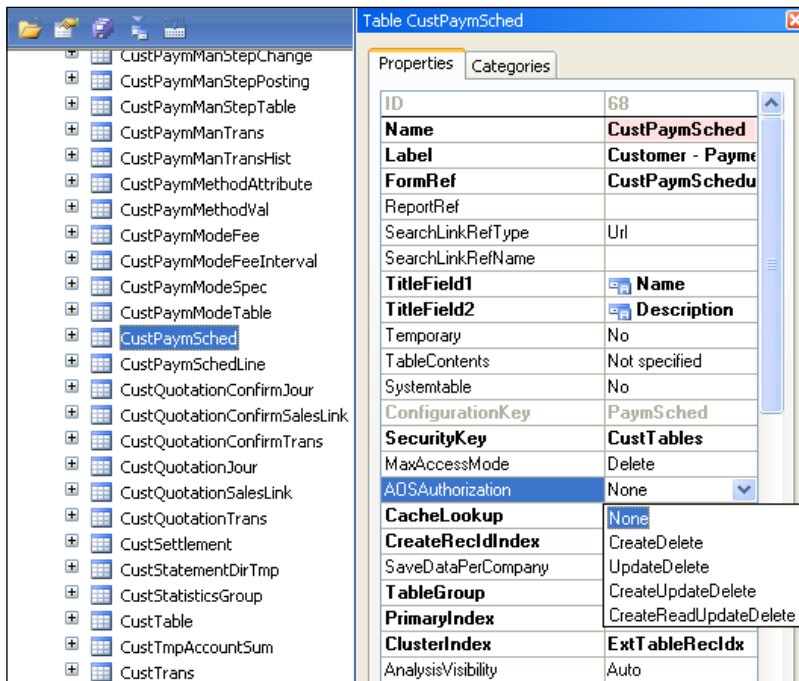 CustPaymManStepChange
CustPaymManStepPosting
CustPaymManStepTable
CustPaymManTrans
CustPaymManTransHist
CustPaymMethodAttribute
CustPaymMethodVal
CustPaymModeFee
CustPaymModeFeeInterval
CustPaymModeSpec
CustPaymModeTable
CustPaymSched
CustPaymSchedLine
CustQuotationConfirmJour
CustQuotationConfirmSalesLink
CustQuotationConfirmTrans
CustQuotationJour
CustQuotationSalesLink
CustQuotationTrans
CustSettlement
CustStatementDirTmp
CustStatisticsGroup
CustTable
CustTmpAccountSum
CustTrans
Table CustPaymSched
Properties Categories
ID 68
Name CustPaymSched
Label Customer - Payme
FormRef CustPaymSchedu
ReportRef
SearchLinkRefType Url
SearchLinkRefName
TitleField1 Name
TitleField2 Description
Temporary No
TableContents Not specified
Systemtable No
ConfigurationKey PaymSched
SecurityKey CustTables
MaxAccessMode Delete
AOSAuthorization None
CacheLookup None
CreateRecIdIndex CreateDelete
SaveDataPerCompany UpdateDelete
TableGroup CreateUpdateDelete
PrimaryIndex CreateReadUpdateDelete
ClusterIndex ExtTableRecIdx
AnalysisVisibility Auto